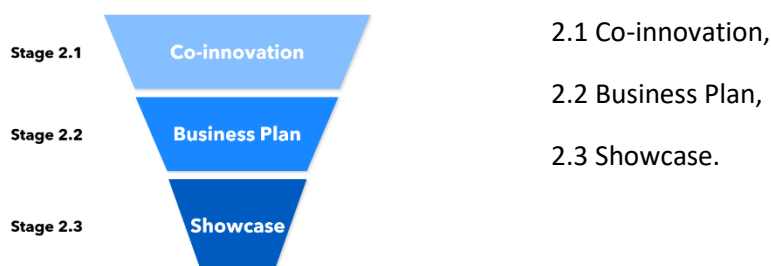 Stage 2.1 Co-innovation
Stage 2.2 Business Plan
Stage 2.3 Showcase
2.1 Co-innovation,
2.2 Business Plan,
2.3 Showcase.